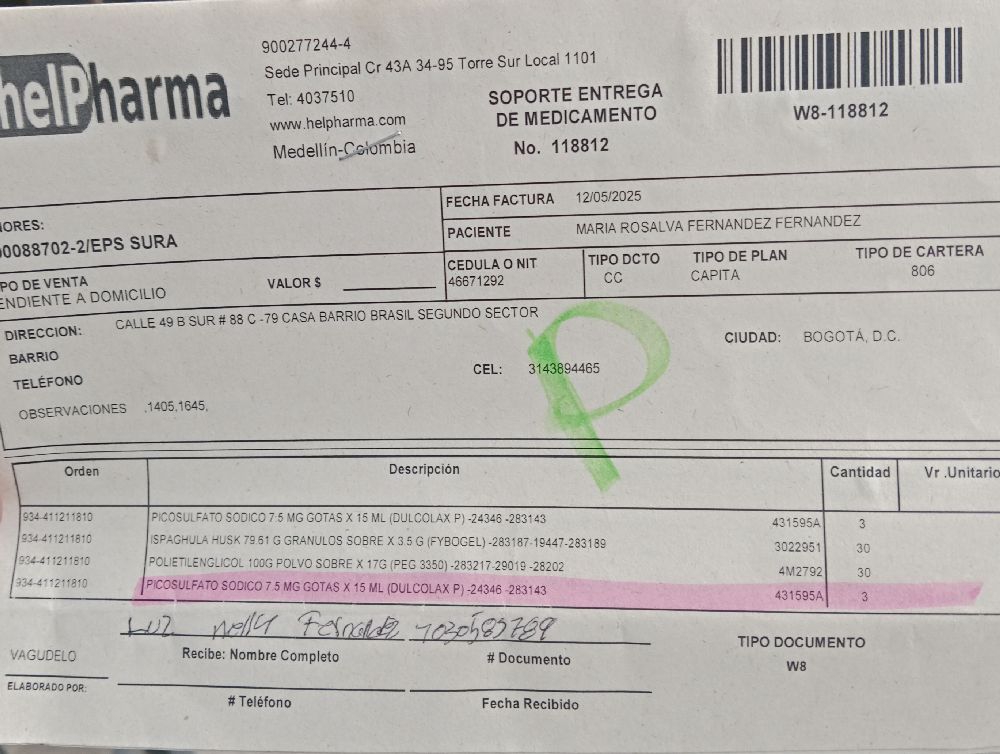 helPharma
900277244-4
Sede Principal Cr 43A 34-95 Torre Sur Local 1101
Tel: 4037510
www.helpharma.com
Medellín-Colombia
SOPORTE ENTREGA
DE MEDICAMENTO
No. 118812
W8-118812
FECHA FACTURA 12/05/2025
PACIENTE MARIA ROSALVA FERNANDEZ FERNANDEZ
CEDULA O NIT
46671292
TIPO DCTO
CC
TIPO DE PLAN
CAPITA
TIPO DE CARTERA
806
ORES:
00088702-2/EPS SURA
PO DE VENTA
ENDIENTE A DOMICILIO
VALOR $
DIRECCION: CALLE 49 B SUR # 88 C -79 CASA BARRIO BRASIL SEGUNDO SECTOR
BARRIO
CIUDAD: BOGOTÁ, D.C.
TELÉFONO
CEL: 3143894465
OBSERVACIONES .1405.1645,
P
Orden Descripción Cantidad Vr .Unitario
934-411211810 PICOSULFATO SODICO 7.5 MG GOTAS X 15 ML (DULCOLAX P) -24346 -283143 431595A 3
934-411211810 ISPAGHULA HUSK 79.61 G GRANULOS SOBRE X 3.5 G (FYBOGEL) -283187-19447-283189 3022951 30
934-411211810 POLIETILENGLICOL 100G POLVO SOBRE X 17G (PEG 3350) -283217-29019 -28202 4M2792 30
934-411211810 PICOSULFATO SODICO 7.5 MG GOTAS X 15 ML (DULCOLAX P) -24346 -283143 431595A 3
Luz Nelly Fernandez
VAGUDELO
Recibe: Nombre Completo
# Documento
TIPO DOCUMENTO
W8
ELABORADO POR:
# Teléfono
Fecha Recibido